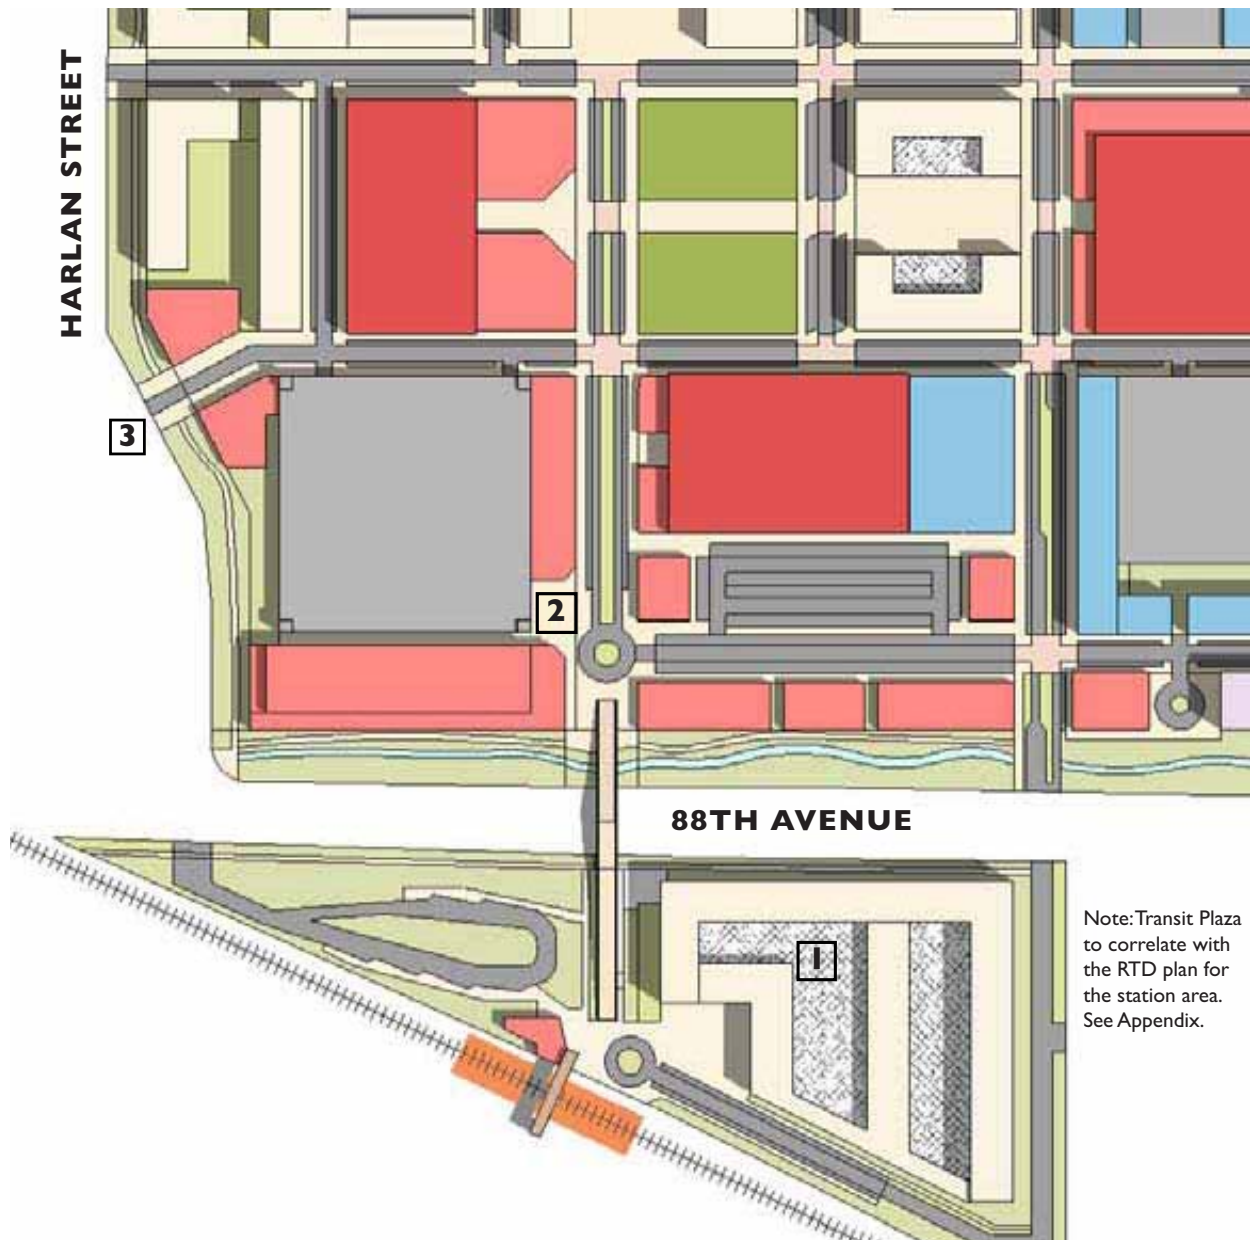 HARLAN STREET
3
2
88TH AVENUE
1
Note: Transit Plaza
to correlate with
the RTD plan for
the station area.
See Appendix.